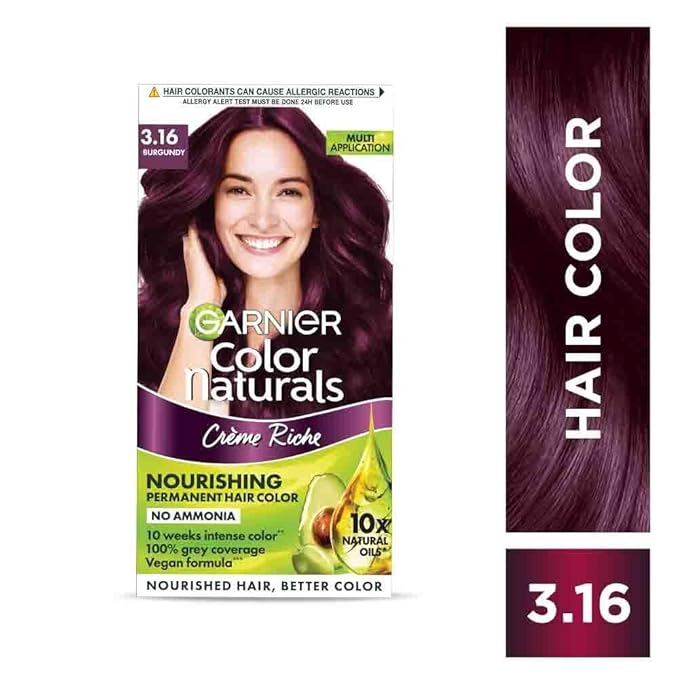 ⚠ HAIR COLORANTS CAN CAUSE ALLERGIC REACTIONS
ALLERGY ALERT TEST MUST BE DONE 24H BEFORE USE
3.16
BURGUNDY
MULTI
APPLICATION
GARNIER
Color
Naturals
Crème Riche
NOURISHING
PERMANENT HAIR COLOR
NO AMMONIA
10 weeks intense color**
100% grey coverage
Vegan formula***
10x
NATURAL
OILS*
NOURISHED HAIR, BETTER COLOR
HAIR COLOR
3.16